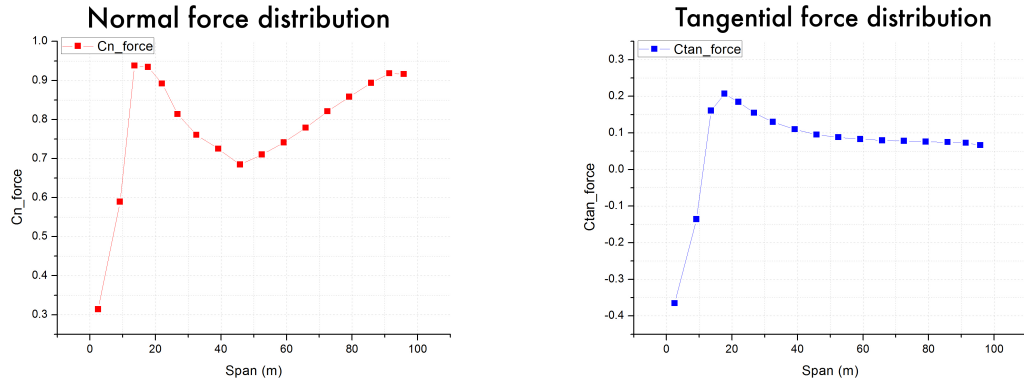 Normal force distribution
Cn_force
1.0
0.9
0.8
0.7
0.6
0.5
0.4
0.3
Cn_force
0 20 40 60 80 100
Span (m)
Tangential force distribution
Ctan_force
0.3
0.2
0.1
0.0
-0.1
-0.2
-0.3
-0.4
Ctan_force
0 20 40 60 80 100
Span (m)